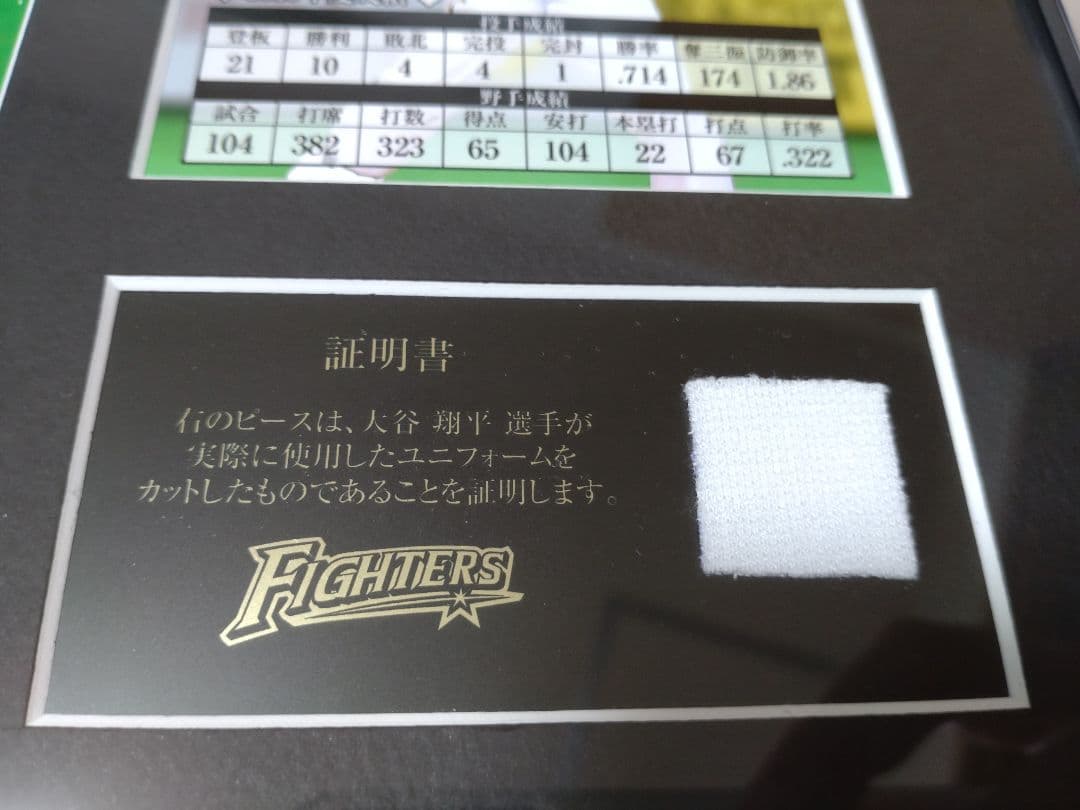 投手成績
登板 勝利 敗北 完投 完封 勝率 奪三振 防御率
21 10 4 4 1 .714 174 1.86
野手成績
試合 打席 打数 得点 安打 本塁打 打点 打率
104 382 323 65 104 22 67 .322
証明書
右のピースは、大谷 翔平 選手が
実際に使用したユニフォームを
カットしたものであることを証明します。
FIGHTERS